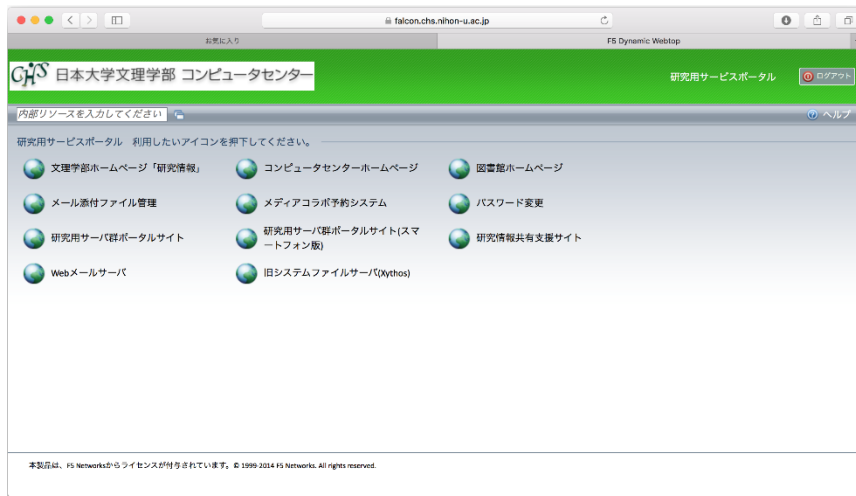 falcon.chs.nihon-u.ac.jp
お気に入り
F5 Dynamic Webtop
CHS 日本大学文理学部 コンピュータセンター
研究用サービスポータル
ログアウト
内部リソースを入力してください
ヘルプ
研究用サービスポータル 利用したいアイコンを押下してください。
文理学部ホームページ「研究情報」
コンピュータセンターホームページ
図書館ホームページ
メール添付ファイル管理
メディアコラボ予約システム
パスワード変更
研究用サーバ群ポータルサイト
研究用サーバ群ポータルサイト(スマ
ートフォン版)
研究情報共有支援サイト
Webメールサーバ
旧システムファイルサーバ(Xythos)
本製品は、F5 Networksからライセンスが付与されています。© 1999-2014 F5 Networks. All rights reserved.